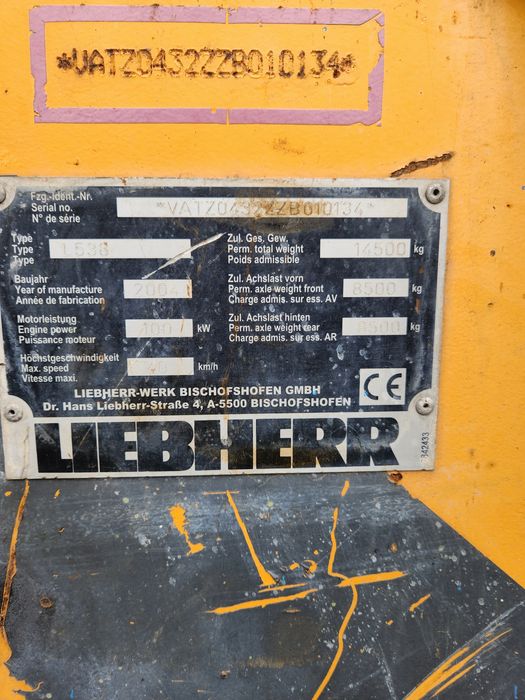 *VATZ0432ZZB010134*
Fzg.-Ident.-Nr.
Serial no.
N° de série
*VATZ0432ZZB010134*
Type
Type
Type
L538
Zul. Ges. Gew.
Perm. total weight
Poids admissible
14500 kg
Baujahr
Year of manufacture
Année de fabrication
2004
Zul. Achslast vorn
Perm. axle weight front
Charge admis. sur ess. AV
8500 kg
Motorleistung
Engine power
Puissance moteur
100 kW
Zul. Achslast hinten
Perm. axle weight rear
Charge admis. sur ess. AR
kg
Höchstgeschwindigkeit
Max. speed
Vitesse maxi.
km/h
LIEBHERR-WERK BISCHOFSHOFEN GMBH
Dr. Hans Liebherr-Straße 4, A-5500 BISCHOFSHOFEN
CE
LIEBHERR